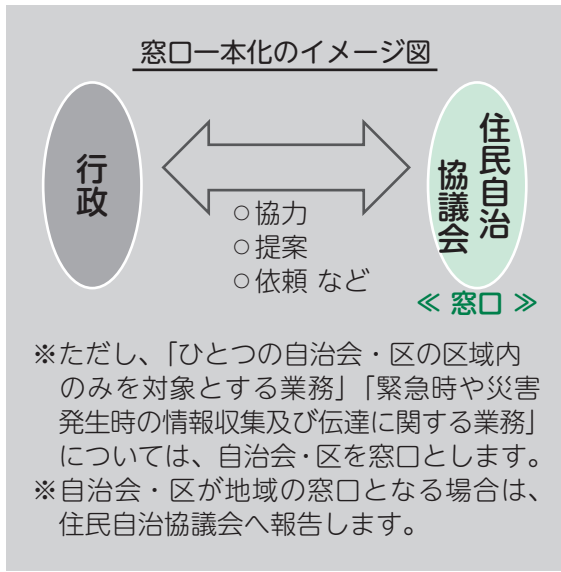 窓口一本化のイメージ図
行政
住民自治
協議会
○協力
○提案
○依頼 など
≪ 窓口 ≫
※ただし、「ひとつの自治会・区の区域内
のみを対象とする業務」「緊急時や災害
発生時の情報収集及び伝達に関する業務」
については、自治会・区を窓口とします。
※自治会・区が地域の窓口となる場合は、
住民自治協議会へ報告します。